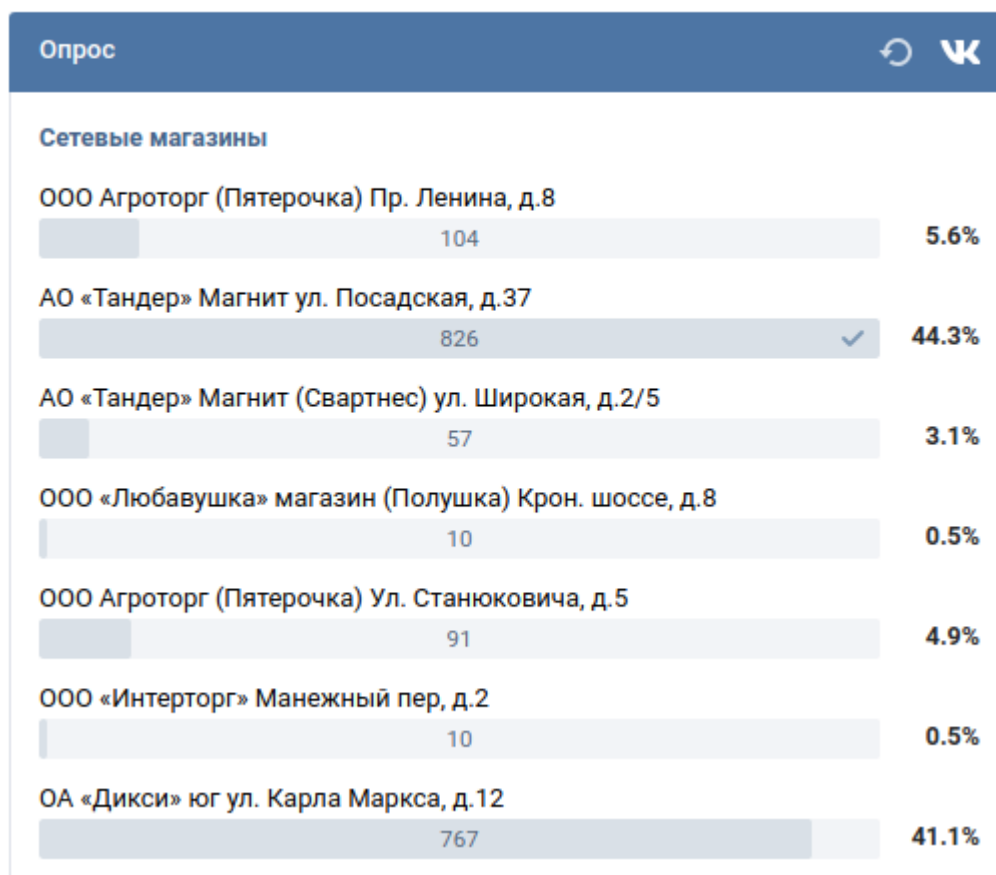 Опрос
Сетевые магазины
ООО Агроторг (Пятерочка) Пр. Ленина, д.8
104 5.6%
АО «Тандер» Магнит ул. Посадская, д.37
826 44.3%
АО «Тандер» Магнит (Свартнес) ул. Широкая, д.2/5
57 3.1%
ООО «Любавушка» магазин (Полушка) Крон. шоссе, д.8
10 0.5%
ООО Агроторг (Пятерочка) Ул. Станюковича, д.5
91 4.9%
ООО «Интерторг» Манежный пер, д.2
10 0.5%
ОА «Дикси» юг ул. Карла Маркса, д.12
767 41.1%